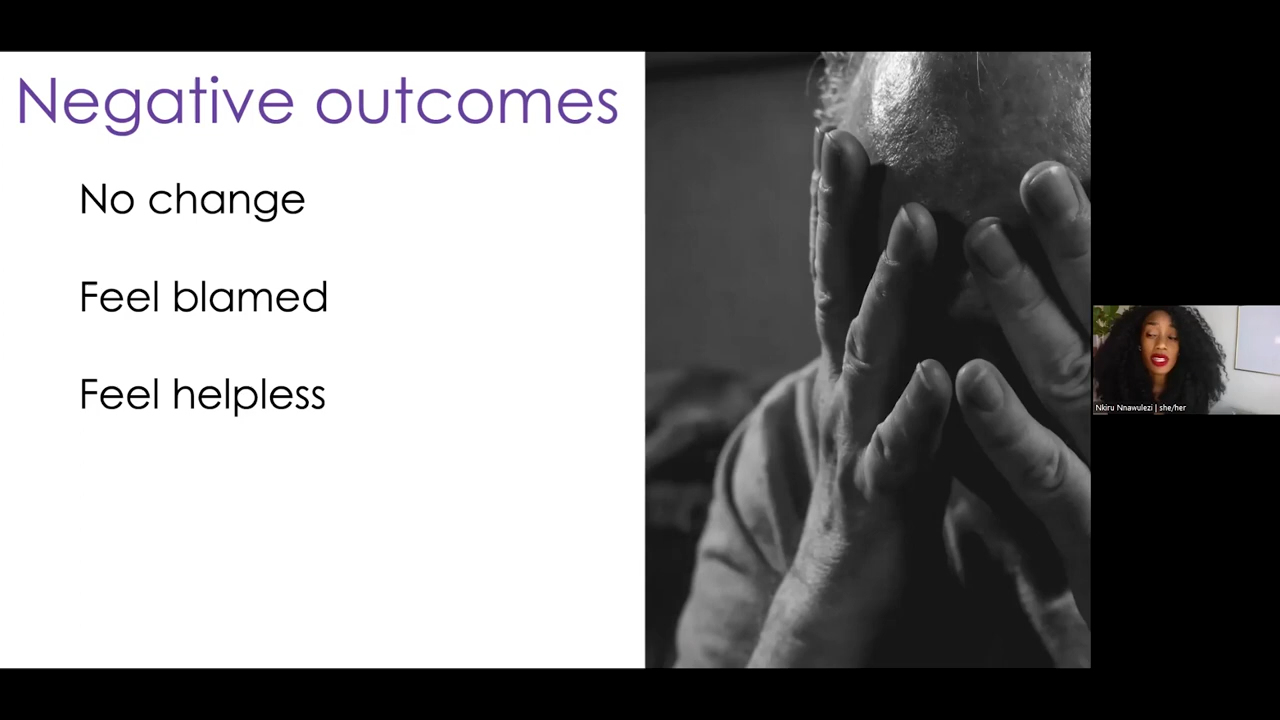 Negative outcomes
No change
Feel blamed
Feel helpless
Nkiru Nnawulezi | she/her